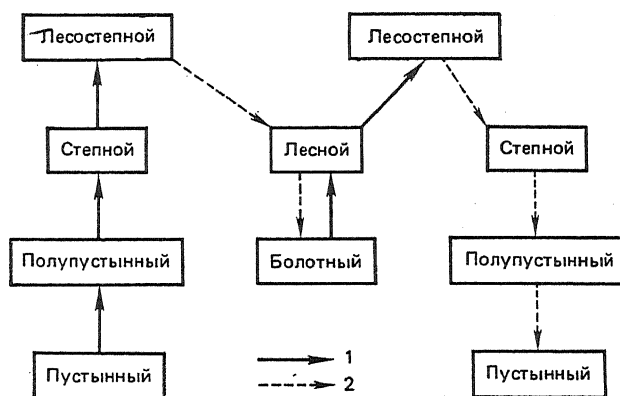 Лесостепной
Лесостепной
Степной
Лесной
Степной
Полупустынный
Болотный
Полупустынный
Пустынный
1
2
Пустынный